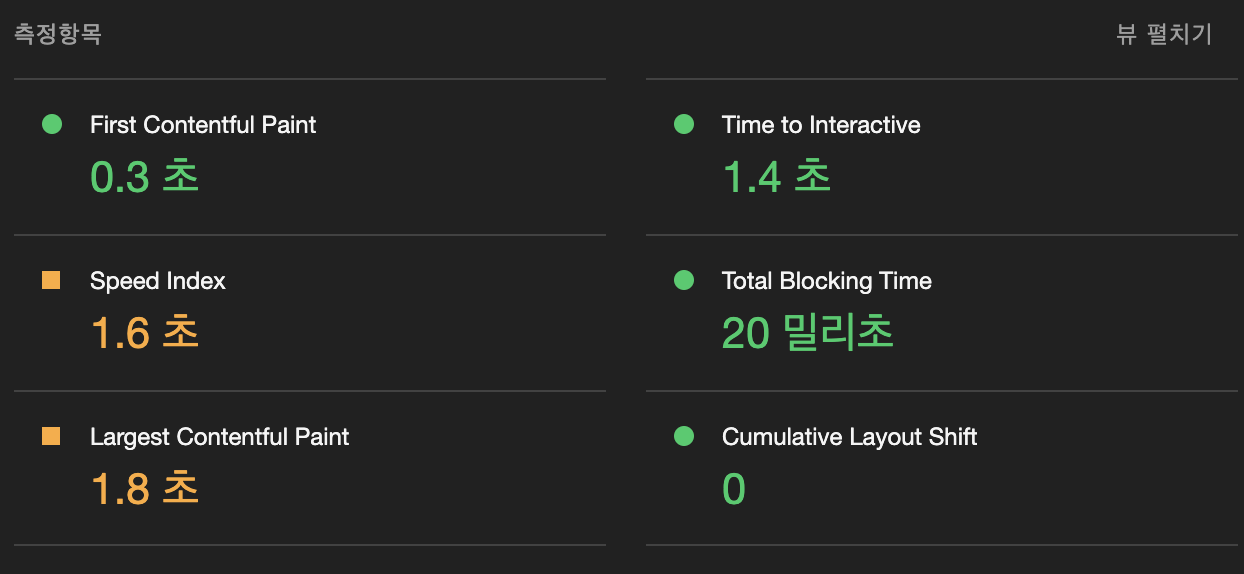 측정항목
뷰 펼치기
First Contentful Paint
0.3 초
Time to Interactive
1.4 초
Speed Index
1.6 초
Total Blocking Time
20 밀리초
Largest Contentful Paint
1.8 초
Cumulative Layout Shift
0